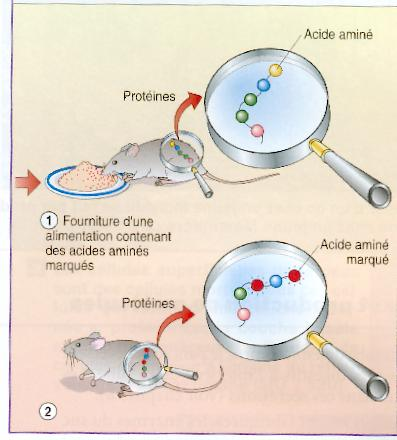 Acide aminé
Protéines
1 Fourniture d'une
alimentation contenant
des acides aminés
marqués
Acide aminé
marqué
Protéines
2